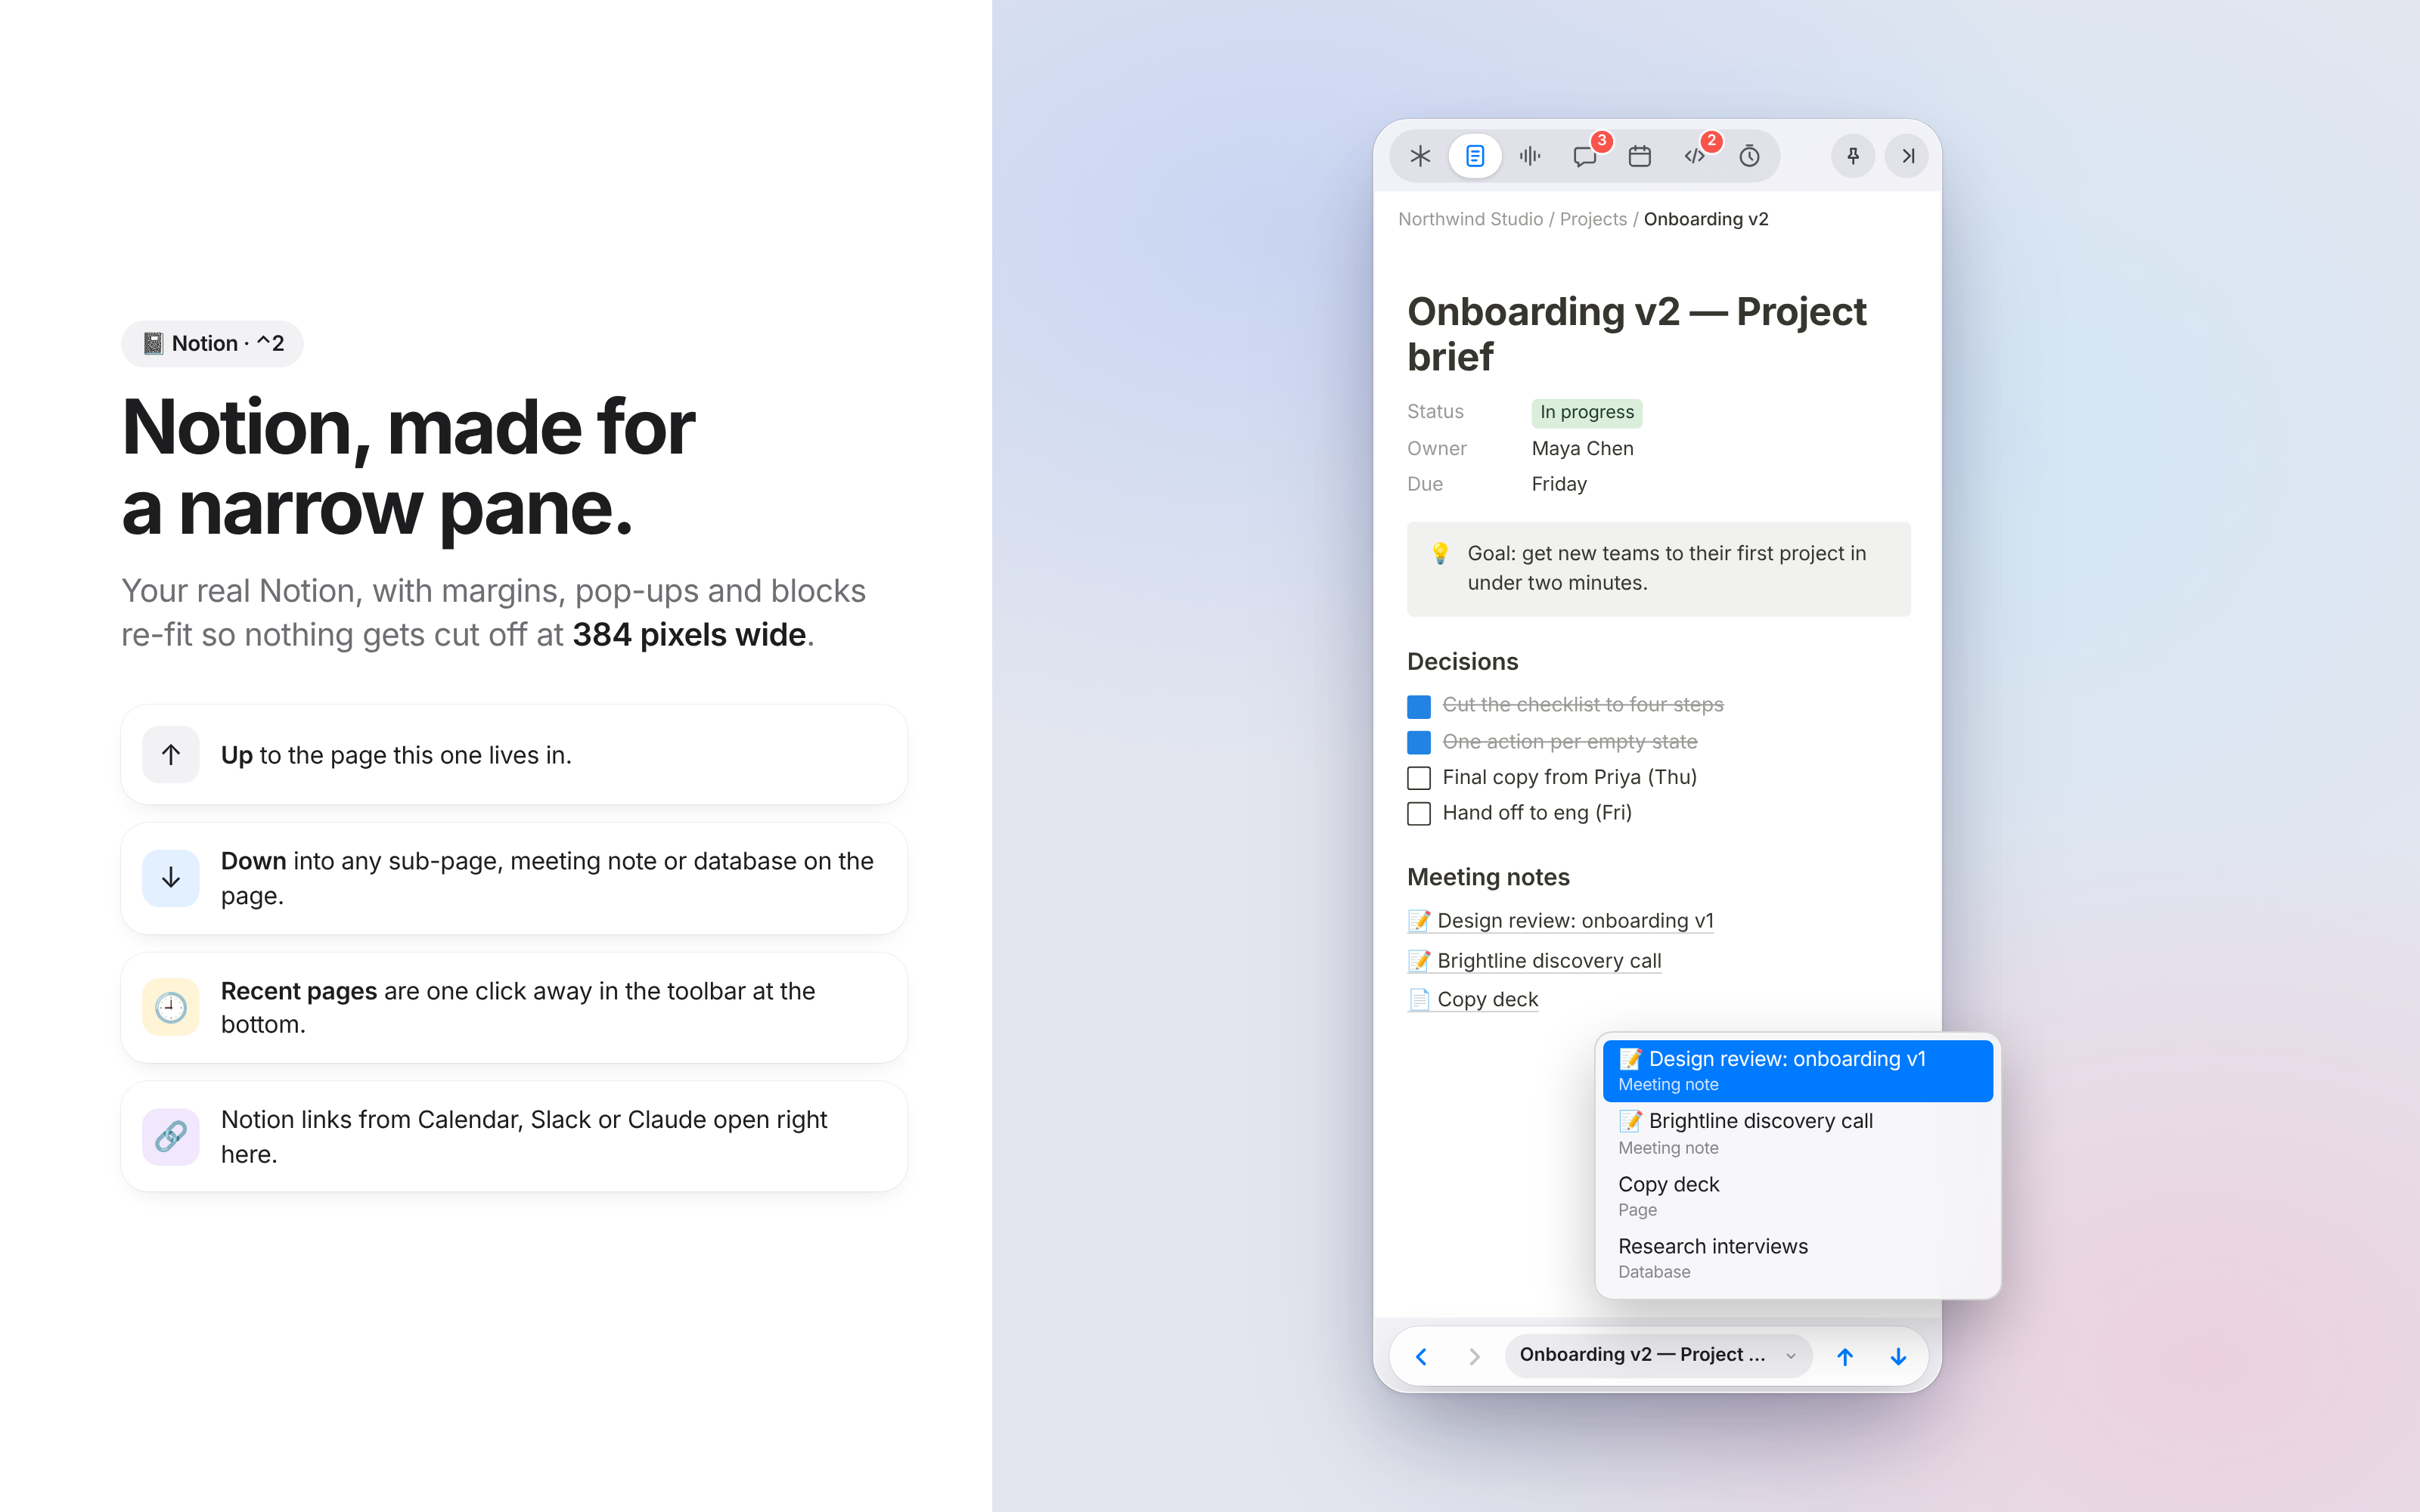 📓 Notion · ^2
Notion, made for
a narrow pane.
Your real Notion, with margins, pop-ups and blocks
re-fit so nothing gets cut off at 384 pixels wide.
↑ Up to the page this one lives in.
↓ Down into any sub-page, meeting note or database on the
page.
Recent pages are one click away in the toolbar at the
bottom.
Notion links from Calendar, Slack or Claude open right
here.
3
2
Northwind Studio / Projects / Onboarding v2
Onboarding v2 — Project
brief
Status In progress
Owner Maya Chen
Due Friday
💡 Goal: get new teams to their first project in
under two minutes.
Decisions
Cut the checklist to four steps
One action per empty state
Final copy from Priya (Thu)
Hand off to eng (Fri)
Meeting notes
📝 Design review: onboarding v1
📝 Brightline discovery call
📄 Copy deck
📝 Design review: onboarding v1
Meeting note
📝 Brightline discovery call
Meeting note
Copy deck
Page
Research interviews
Database
Onboarding v2 — Project ...